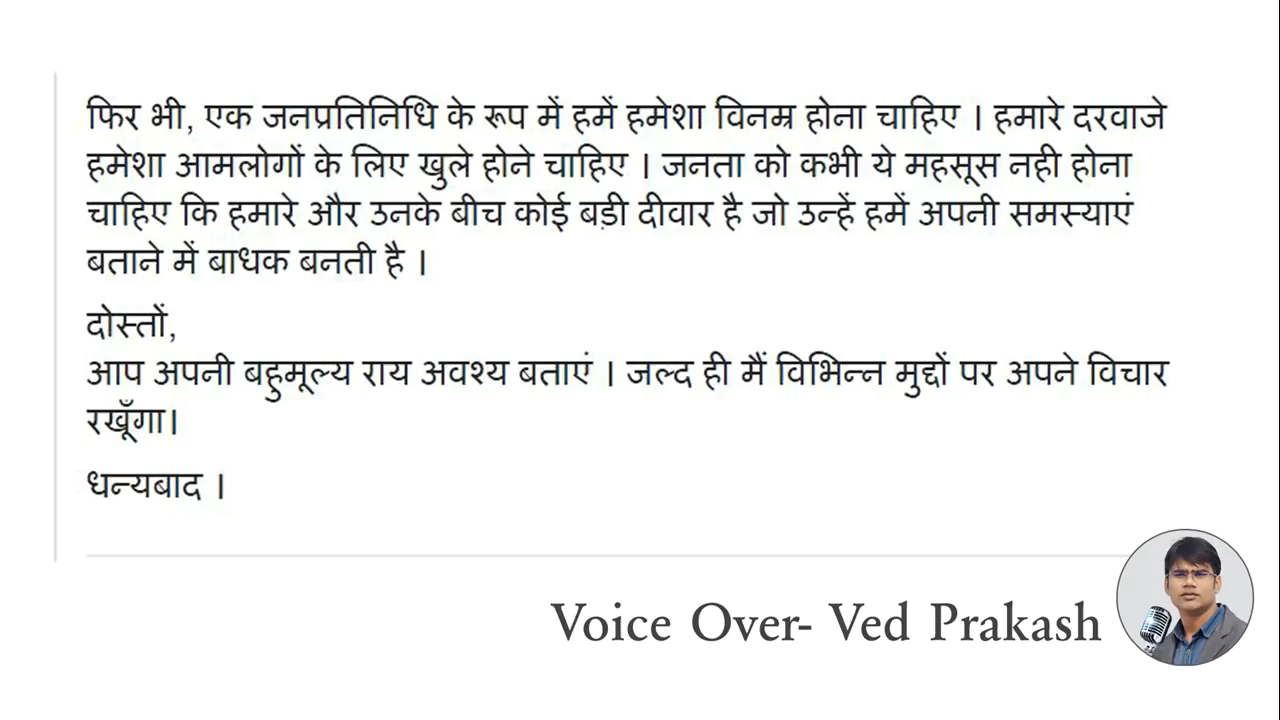 फिर भी, एक जनप्रतिनिधि के रूप में हमें हमेशा विनम्र होना चाहिए । हमारे दरवाजे
हमेशा आमलोगों के लिए खुले होने चाहिए । जनता को कभी ये महसूस नही होना
चाहिए कि हमारे और उनके बीच कोई बड़ी दीवार है जो उन्हें हमें अपनी समस्याएं
बताने में बाधक बनती है ।
दोस्तों,
आप अपनी बहुमूल्य राय अवश्य बताएं । जल्द ही मैं विभिन्न मुद्दों पर अपने विचार
रखूँगा।
धन्यबाद ।
Voice Over- Ved Prakash